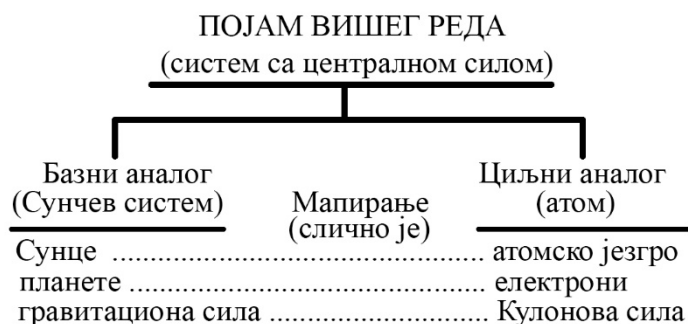 ПОЈАМ ВИШЕГ РЕДА
(систем са централном силом)
Базни аналог
(Сунчев систем)
Мапирање
(слично је)
Циљни аналог
(атом)
Сунце ............................................... атомско језгро
планете ............................................. електрони
гравитациона сила ............................ Кулонова сила